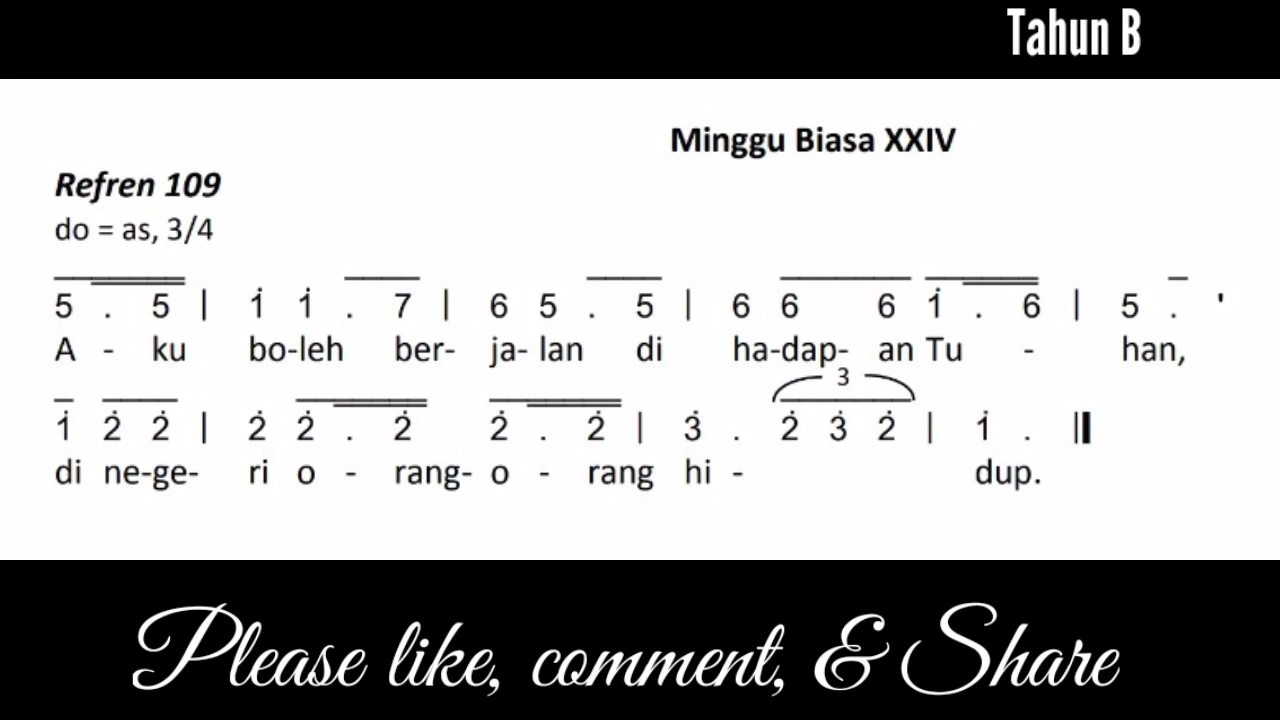 Tahun B
Minggu Biasa XXIV
Refren 109
do = as, 3/4
5 . 5 | 1̇ 1̇ . 7 | 6 5 . 5 | 6 6 6 1̇ . 6 | 5 . '
A - ku boo-leh ber- ja- lan di ha-dap- an Tu - han,
3
1̇ 2̇ 2̇ | 2̇ 2̇ . 2̇ 2̇ . 2̇ | 3̇ . 2̇ 3̇ 2̇ | 1̇ . ‖
di ne-ge- ri o - rang- o - rang hi - dup.
Please like, comment, & Share